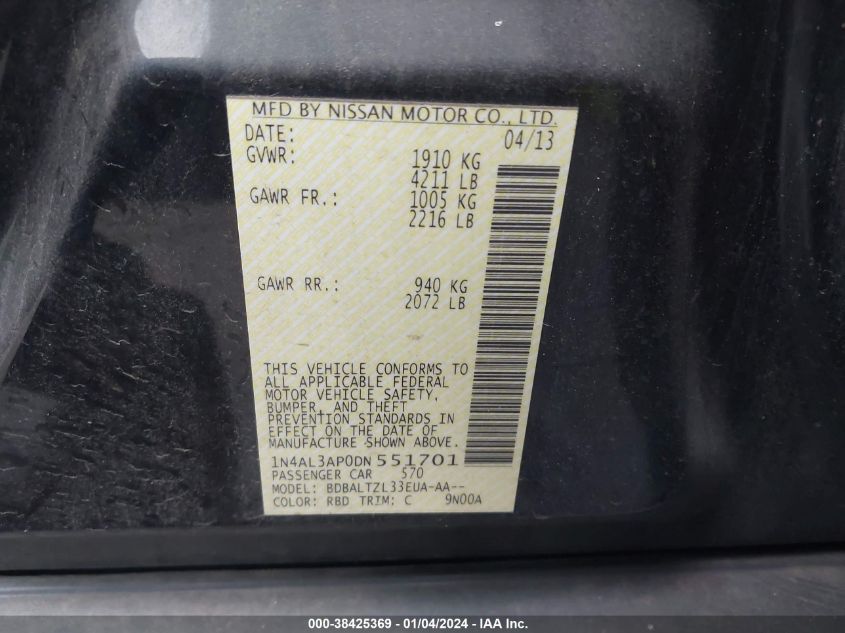 MFD BY NISSAN MOTOR CO., LTD.
DATE: 04/13
GVWR: 1910 KG
4211 LB
GAWR FR.: 1005 KG
2216 LB
GAWR RR.: 940 KG
2072 LB
THIS VEHICLE CONFORMS TO
ALL APPLICABLE FEDERAL
MOTOR VEHICLE SAFETY,
BUMPER, AND THEFT
PREVENTION STANDARDS IN
EFFECT ON THE DATE OF
MANUFACTURE SHOWN ABOVE.
1N4AL3AP0DN 551701
PASSENGER CAR 570
MODEL: BDBALTZL33EUA-AA--
COLOR: RBD TRIM: C 9N00A
000-38425369 - 01/04/2024 - IAA Inc.